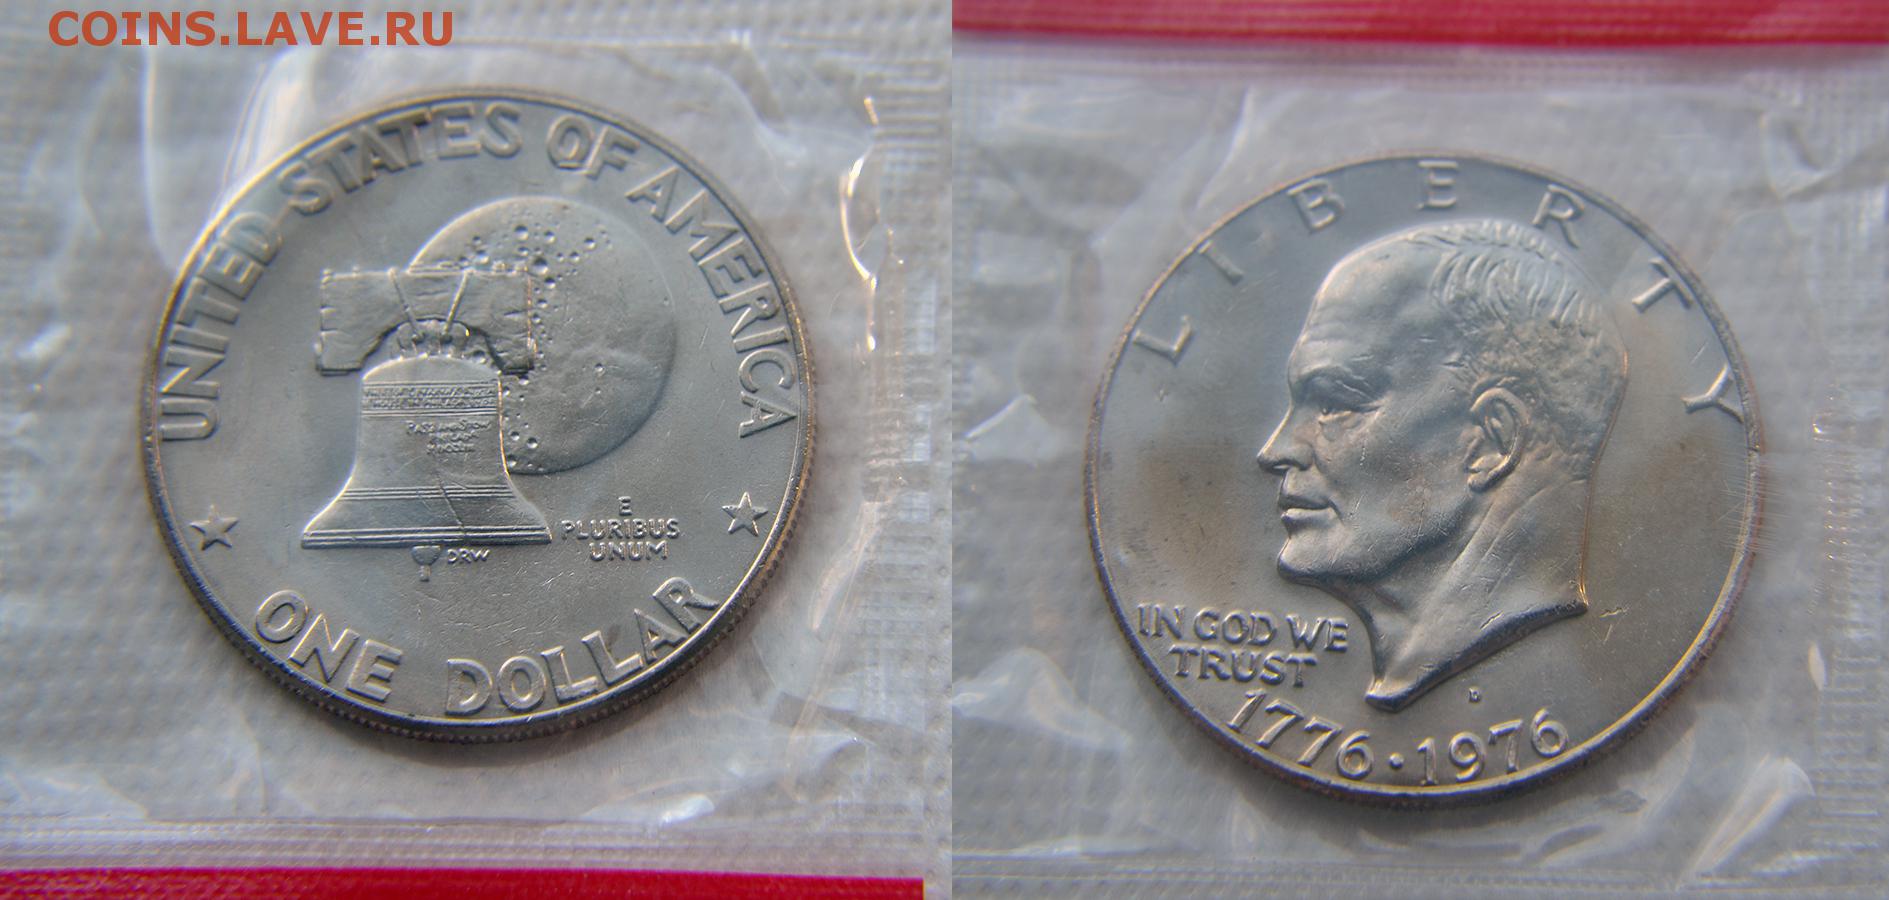 COINS.LAVE.RU
UNITED STATES OF AMERICA
E
PLURIBUS
UNUM
DRW
ONE DOLLAR
LIBERTY
IN GOD WE
TRUST
D
1776 · 1976